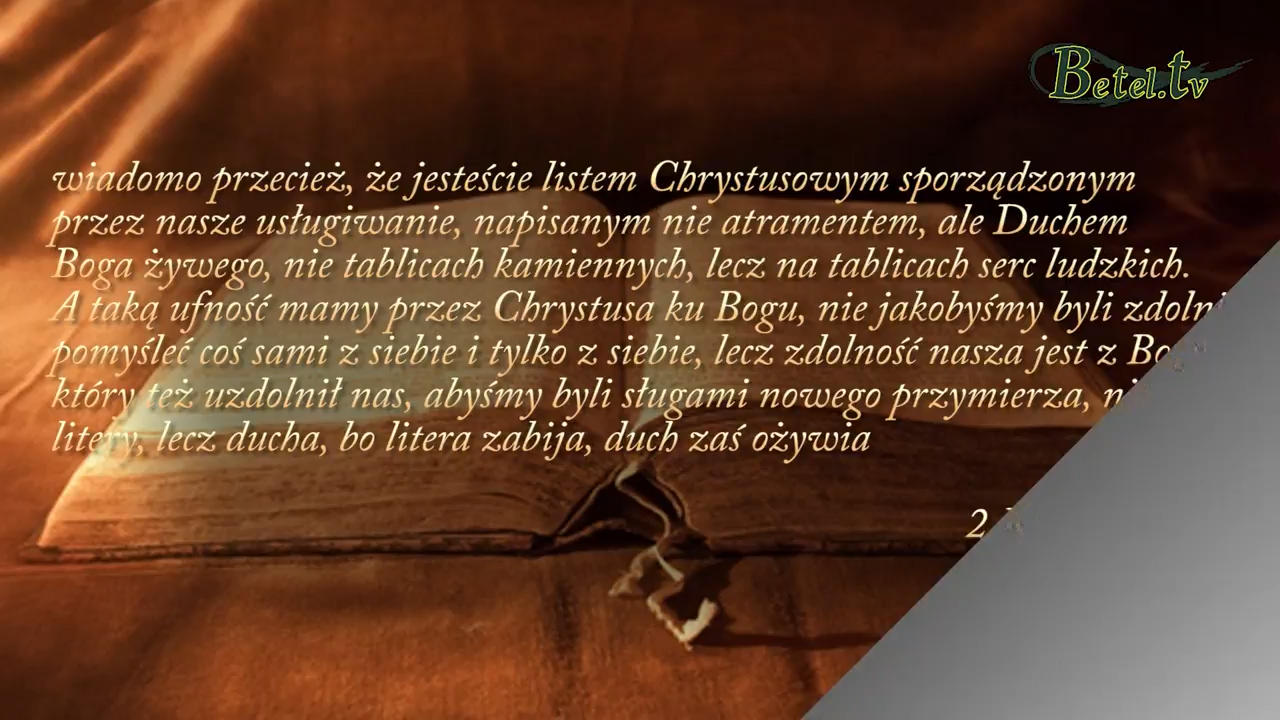 Betel.tv
wiadomo przecież, że jesteście listem Chrystusowym sporządzonym
przez nasze usługiwanie, napisanym nie atramentem, ale Duchem
Boga żywego, nie tablicach kamiennych, lecz na tablicach serc ludzkich.
A taką ufność mamy przez Chrystusa ku Bogu, nie jakobyśmy byli
pomyśleć coś sami z siebie i tylko z siebie, lecz zdolność nasza jest z
który też uzdolnił nas, abyśmy byli sługami nowego przymierza,
litery, lecz ducha, bo litera zabija, duch zaś ożywia
2